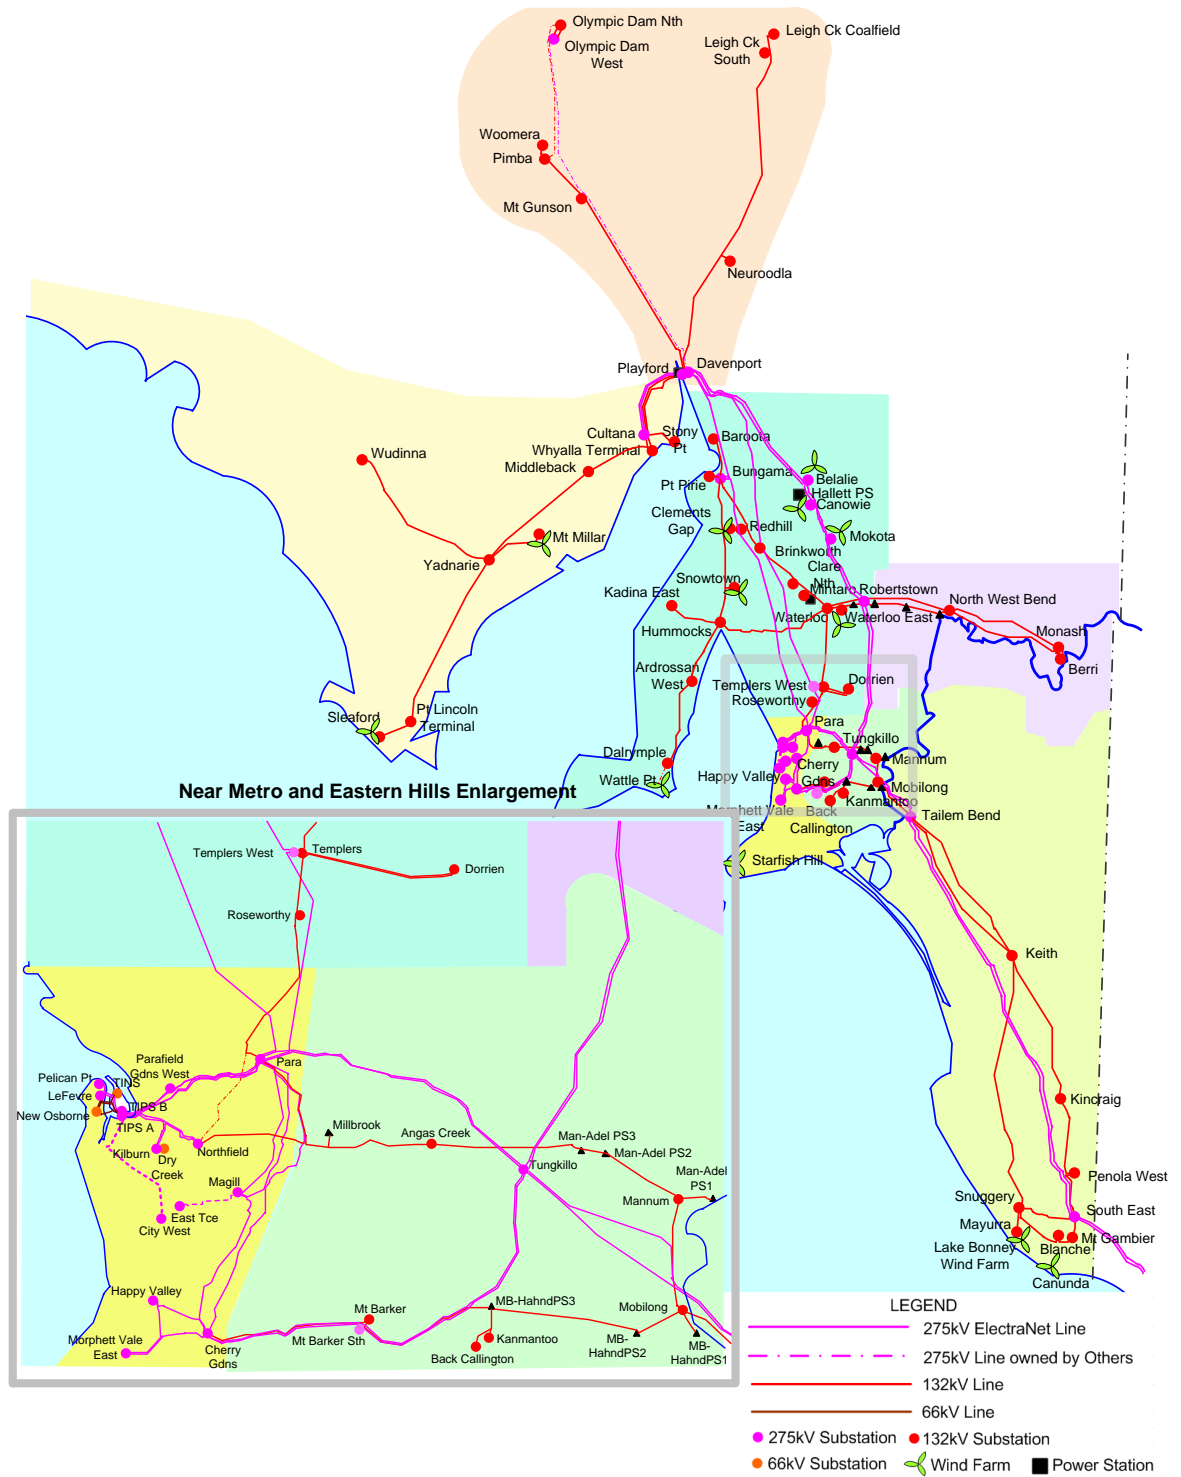 Olympic Dam Nth
Olympic Dam
West
Leigh Ck Coalfield
Leigh Ck
South
Woomera
Pimba
Mt Gunson
Neuroodla
Playford
Davenport
Cultana
Stony
Pt
Whyalla Terminal
Middleback
Wudinna
Baroota
Bungama
Pt Pirie
Belalie
Hallett PS
Canowie
Clements
Gap
Redhill
Mokota
Mt Millar
Yadnarie
Brinkworth
Clare
Nth
Snowtown
Kadina East
Mintaro
Robertstown
North West Bend
Waterloo
Waterloo East
Hummocks
Monash
Berri
Ardrossan
West
Templers West
Dorrien
Roseworthy
Sleaford
Pt Lincoln
Terminal
Para
Tungkillo
Dalrymple
Mannum
Wattle Pt
Happy Valley
Cherry
Gdns
Mobilong
Kanmantoo
Morphett Vale
East
Back
Callington
Tailem Bend
Near Metro and Eastern Hills Enlargement
Starfish Hill
Templers West
Templers
Dorrien
Roseworthy
Keith
Parafield
Gdns West
Para
Pelican Pt
TINS
LeFevre
New Osborne
TIPS B
TIPS A
Millbrook
Angas Creek
Man-Adel PS3
Man-Adel PS2
Kilburn
Dry
Creek
Northfield
Tungkillo
Man-Adel
PS1
Magill
Mannum
East Tce
City West
Kincraig
Penola West
Snuggery
South East
Mayurra
Mt Gambier
Lake Bonney
Wind Farm
Blanche
Canunda
Happy Valley
Mt Barker
MB-HahndPS3
Mobilong
Morphett Vale
East
Cherry
Gdns
Mt Barker Sth
Kanmantoo
Back Callington
MB-
HahndPS2
MB-
HahndPS1
LEGEND
275kV ElectraNet Line
275kV Line owned by Others
132kV Line
66kV Line
275kV Substation
132kV Substation
66kV Substation
Wind Farm
Power Station